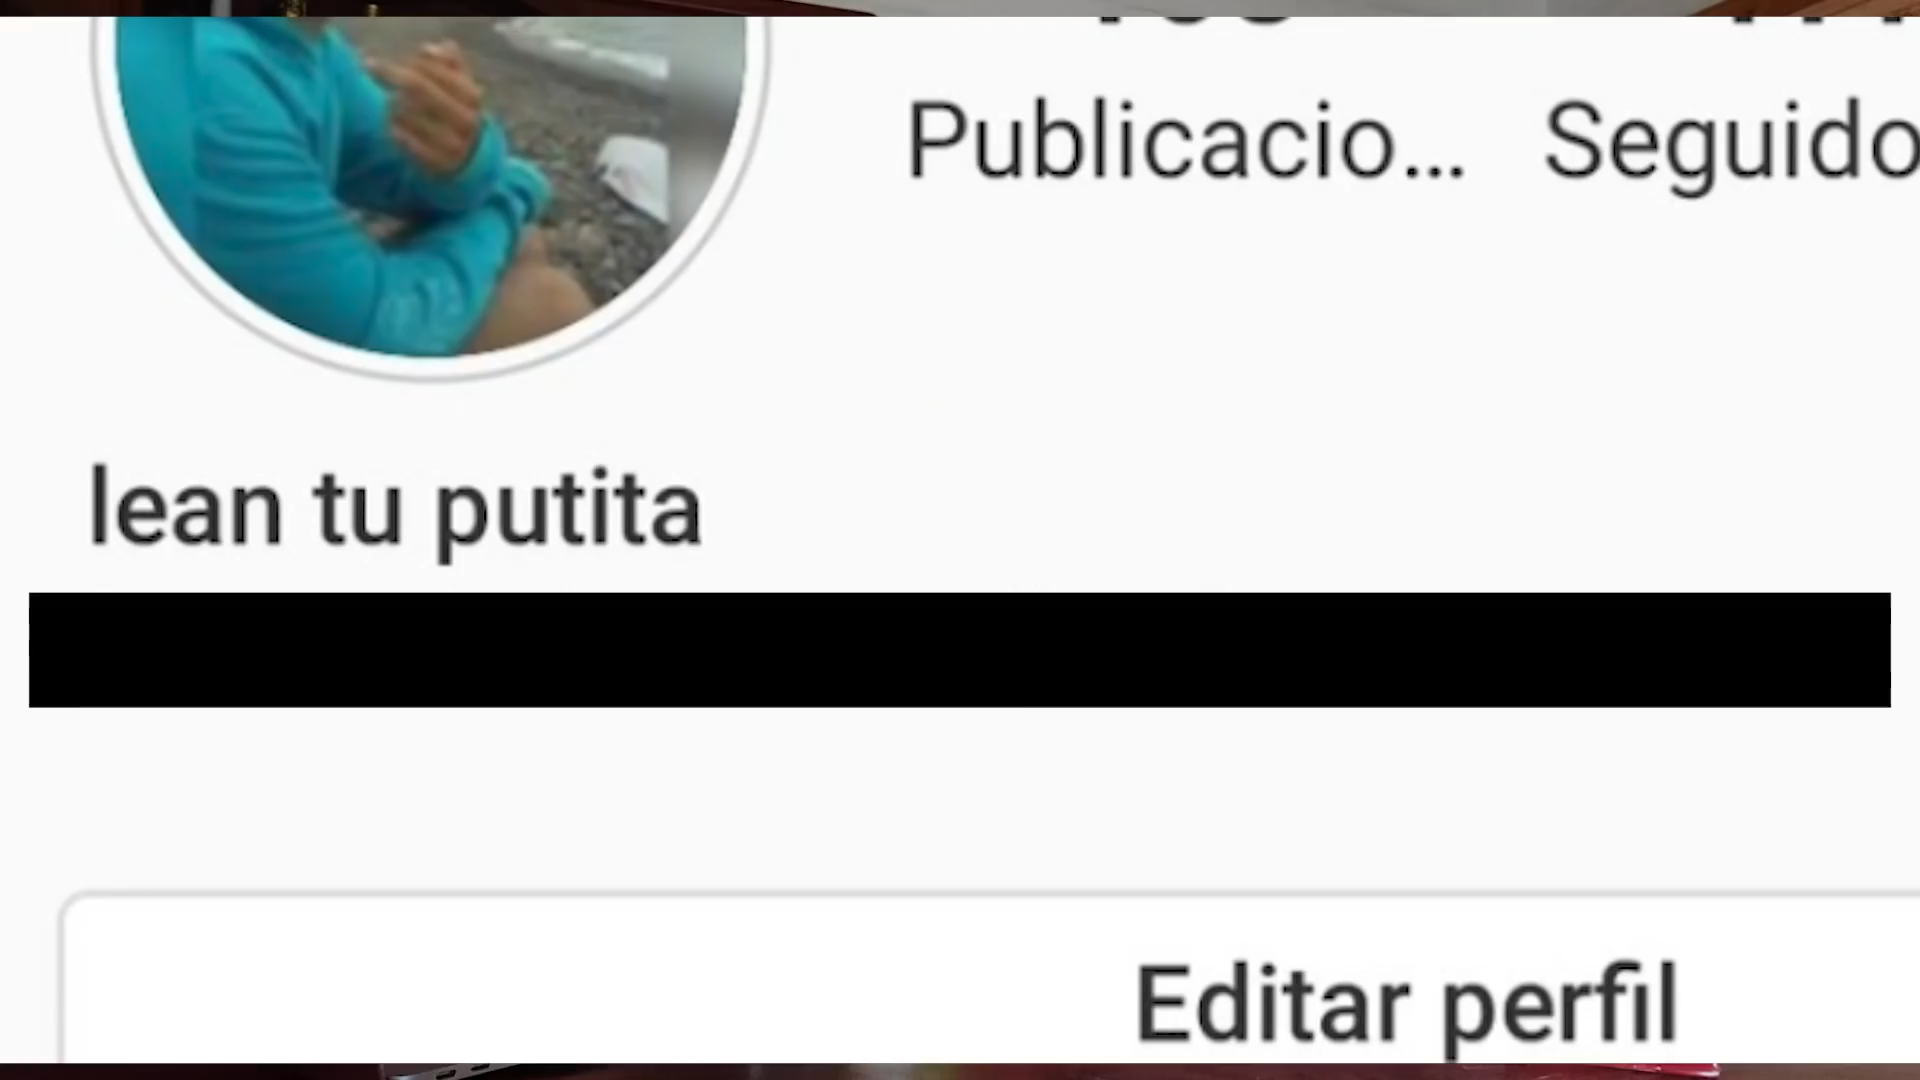 Publicacio... Seguido
lean tu putita
Editar perfil